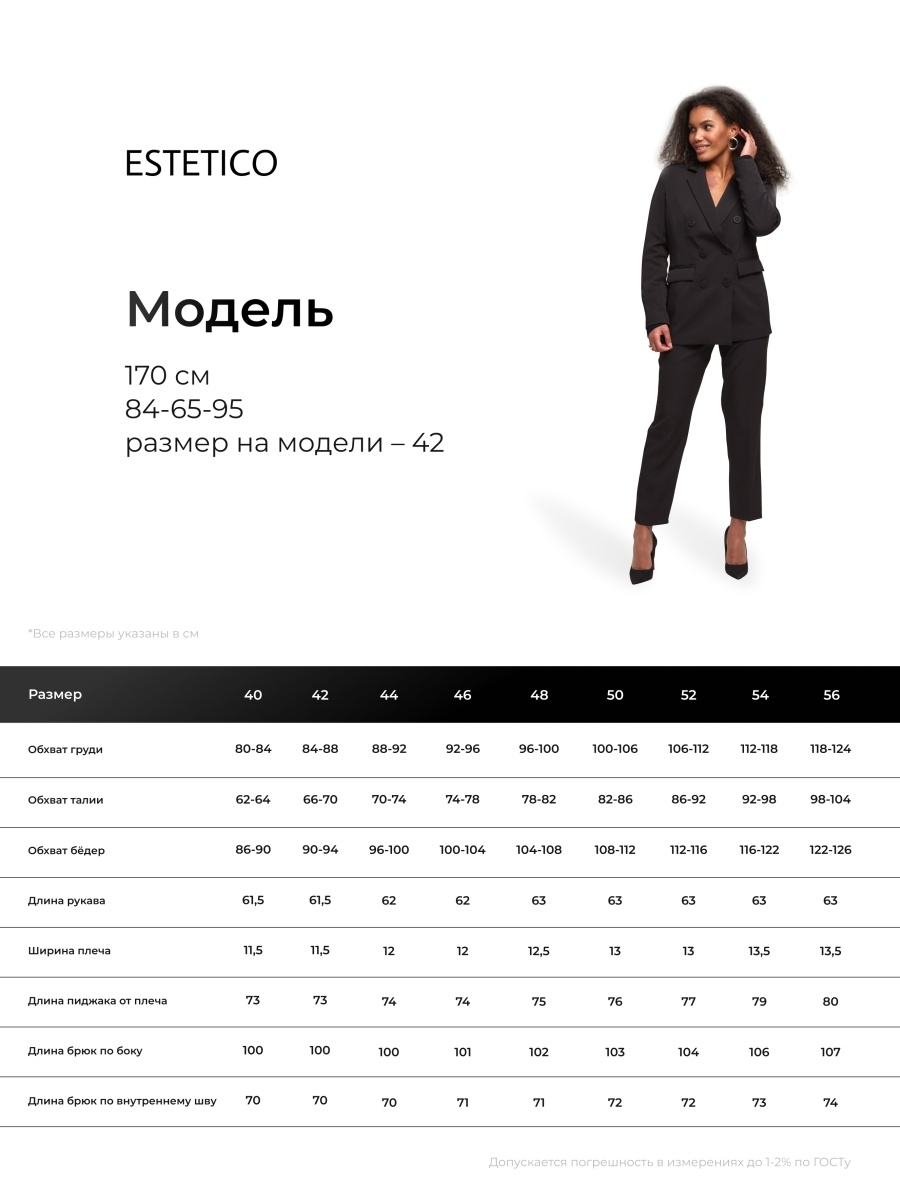 ESTETICO
Модель
170 см
84-65-95
размер на модели – 42
*Все размеры указаны в см
Размер 40 42 44 46 48 50 52 54 56
Обхват груди 80-84 84-88 88-92 92-96 96-100 100-106 106-112 112-118 118-124
Обхват талии 62-64 66-70 70-74 74-78 78-82 82-86 86-92 92-98 98-104
Обхват бёдер 86-90 90-94 96-100 100-104 104-108 108-112 112-116 116-122 122-126
Длина рукава 61,5 61,5 62 62 63 63 63 63 63
Ширина плеча 11,5 11,5 12 12 12,5 13 13 13,5 13,5
Длина пиджака от плеча 73 73 74 74 75 76 77 79 80
Длина брюк по боку 100 100 100 101 102 103 104 106 107
Длина брюк по внутреннему шву 70 70 70 71 71 72 72 73 74
Допускается погрешность в измерениях до 1-2% по ГОСТу